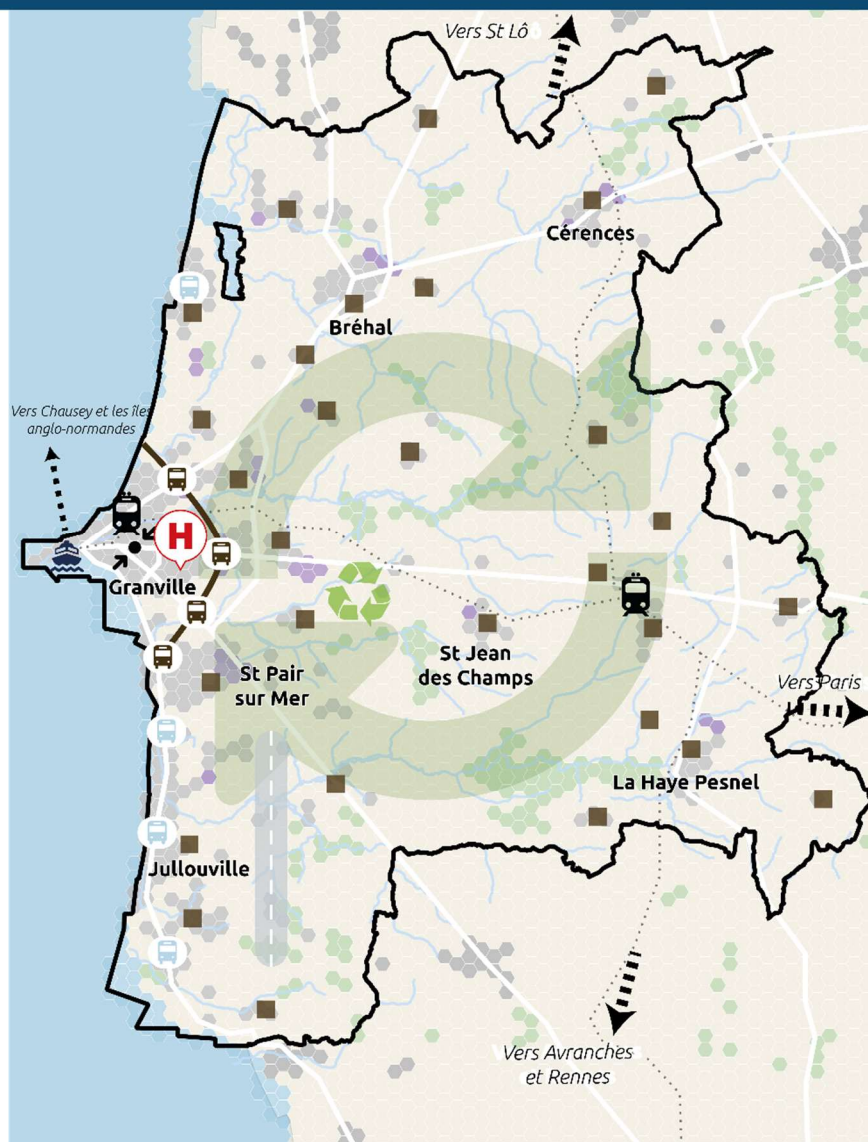 Vers St Lô
Cérences
Bréhal
Vers Chausey et les îles
anglo-normandes
H
Granville
St Pair
sur Mer
St Jean
des Champs
Vers Paris
La Haye Pesnel
Jullouville
Vers Avranches
et Rennes